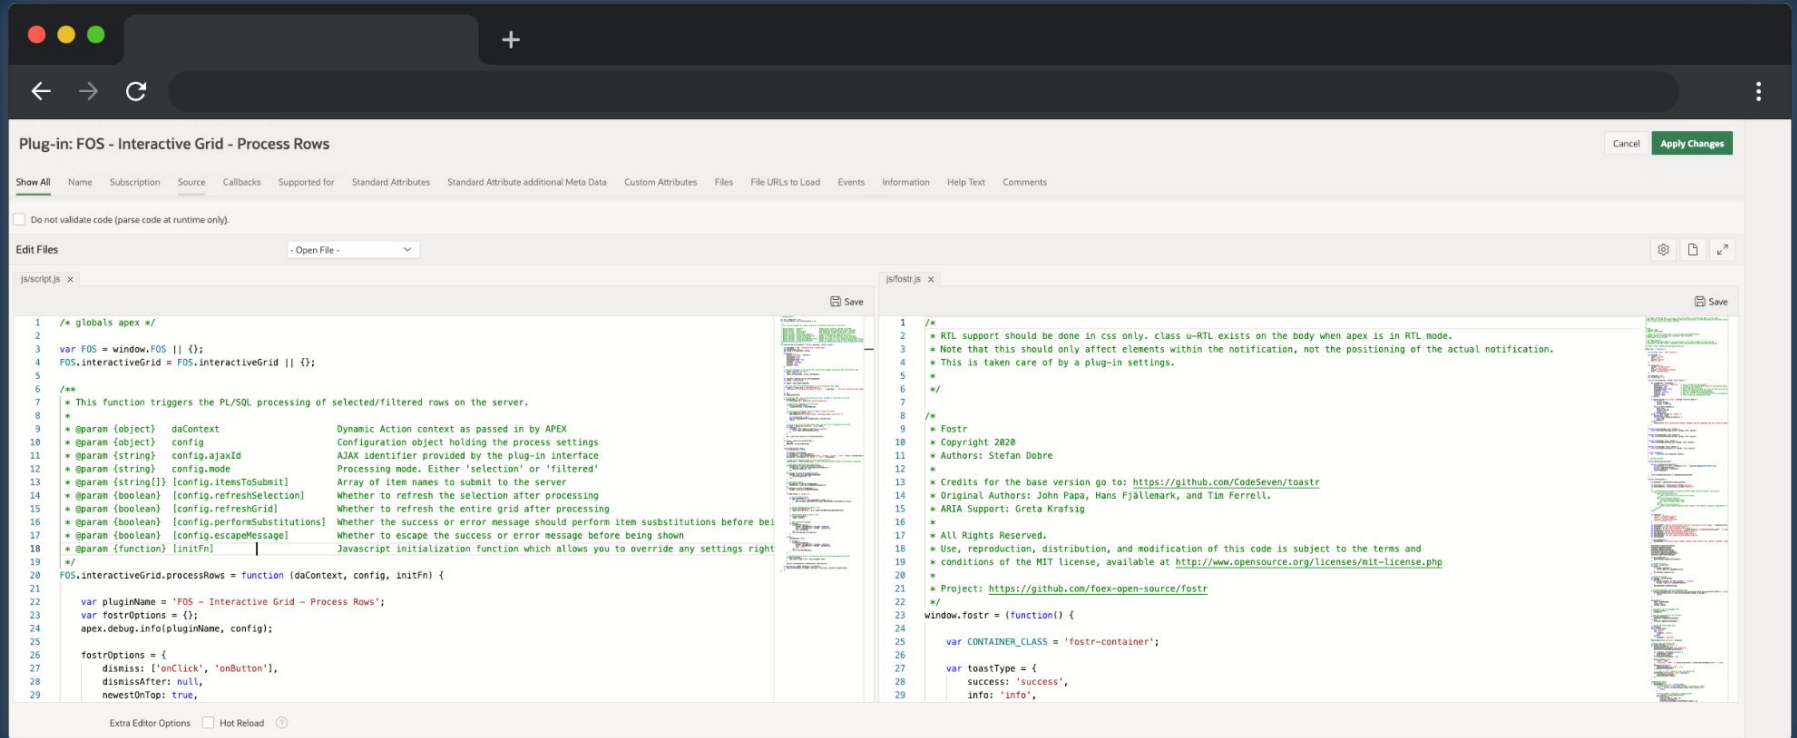 Plug-in: FOS - Interactive Grid - Process Rows
Cancel Apply Changes
Show All Name Subscription Source Callbacks Supported for Standard Attributes Standard Attribute additional Meta Data Custom Attributes Files File URLs to Load Events Information Help Text Comments
Do not validate code (parse code at runtime only).
Edit Files - Open File -
js/script.js ×
Save
1 /* globals apex */
2
3 var FOS = window.FOS || {};
4 FOS.interactiveGrid = FOS.interactiveGrid || {};
5
6 /**
7 * This function triggers the PL/SQL processing of selected/filtered rows on the server.
8 *
9 * @param {object} daContext Dynamic Action context as passed in by APEX
10 * @param {object} config Configuration object holding the process settings
11 * @param {string} config.ajaxId AJAX identifier provided by the plug-in interface
12 * @param {string} config.mode Processing mode. Either 'selection' or 'filtered'
13 * @param {string[]} [config.itemsToSubmit] Array of item names to submit to the server
14 * @param {boolean} [config.refreshSelection] Whether to refresh the selection after processing
15 * @param {boolean} [config.refreshGrid] Whether to refresh the entire grid after processing
16 * @param {boolean} [config.performSubstitutions] Whether the success or error message should perform item susbstitutions before bei
17 * @param {boolean} [config.escapeMessage] Whether to escape the success or error message before being shown
18 * @param {function} [initFn] Javascript initialization function which allows you to override any settings right
19 */
20 FOS.interactiveGrid.processRows = function (daContext, config, initFn) {
21
22 var pluginName = 'FOS - Interactive Grid - Process Rows';
23 var fostrOptions = {};
24 apex.debug.info(pluginName, config);
25
26 fostrOptions = {
27 dismiss: ['onClick', 'onButton'],
28 dismissAfter: null,
29 newestOnTop: true,
js/fostr.js ×
Save
1 /*
2 * RTL support should be done in css only. class u-RTL exists on the body when apex is in RTL mode.
3 * Note that this should only affect elements within the notification, not the positioning of the actual notification.
4 * This is taken care of by a plug-in settings.
5 *
6 */
7
8 /*
9 * Fostr
10 * Copyright 2020
11 * Authors: Stefan Dobre
12 *
13 * Credits for the base version go to: https://github.com/CodeSeven/toastr
14 * Original Authors: John Papa, Hans Fjällemark, and Tim Ferrell.
15 * ARIA Support: Greta Krafsig
16 *
17 * All Rights Reserved.
18 * Use, reproduction, distribution, and modification of this code is subject to the terms and
19 * conditions of the MIT license, available at http://www.opensource.org/licenses/mit-license.php
20 *
21 * Project: https://github.com/foex-open-source/fostr
22 */
23 window.fostr = (function() {
24
25 var CONTAINER_CLASS = 'fostr-container';
26
27 var toastType = {
28 success: 'success',
29 info: 'info',
Extra Editor Options Hot Reload ?